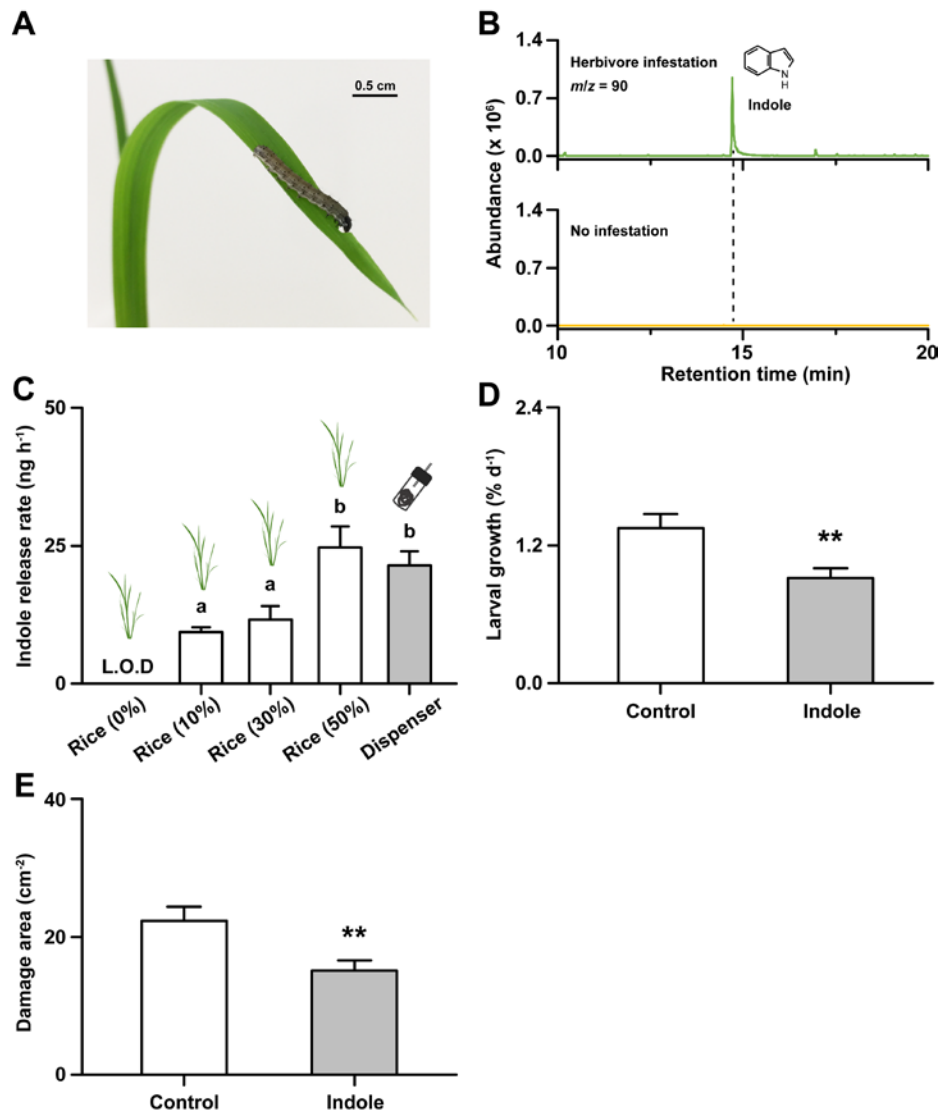 A
0.5 cm
B
Herbivore infestation
m/z = 90
Indole
N
H
No infestation
Abundance (x 10⁶)
1.4
0.7
0.0
1.4
0.7
0.0
10
15
20
Retention time (min)
C
Indole release rate (ng h⁻¹)
50
25
0
L.O.D
a
a
b
b
Rice (0%)
Rice (10%)
Rice (30%)
Rice (50%)
Dispenser
D
Larval growth (% d⁻¹)
2.4
1.2
0.0
**
Control
Indole
E
Damage area (cm⁻²)
40
20
0
**
Control
Indole